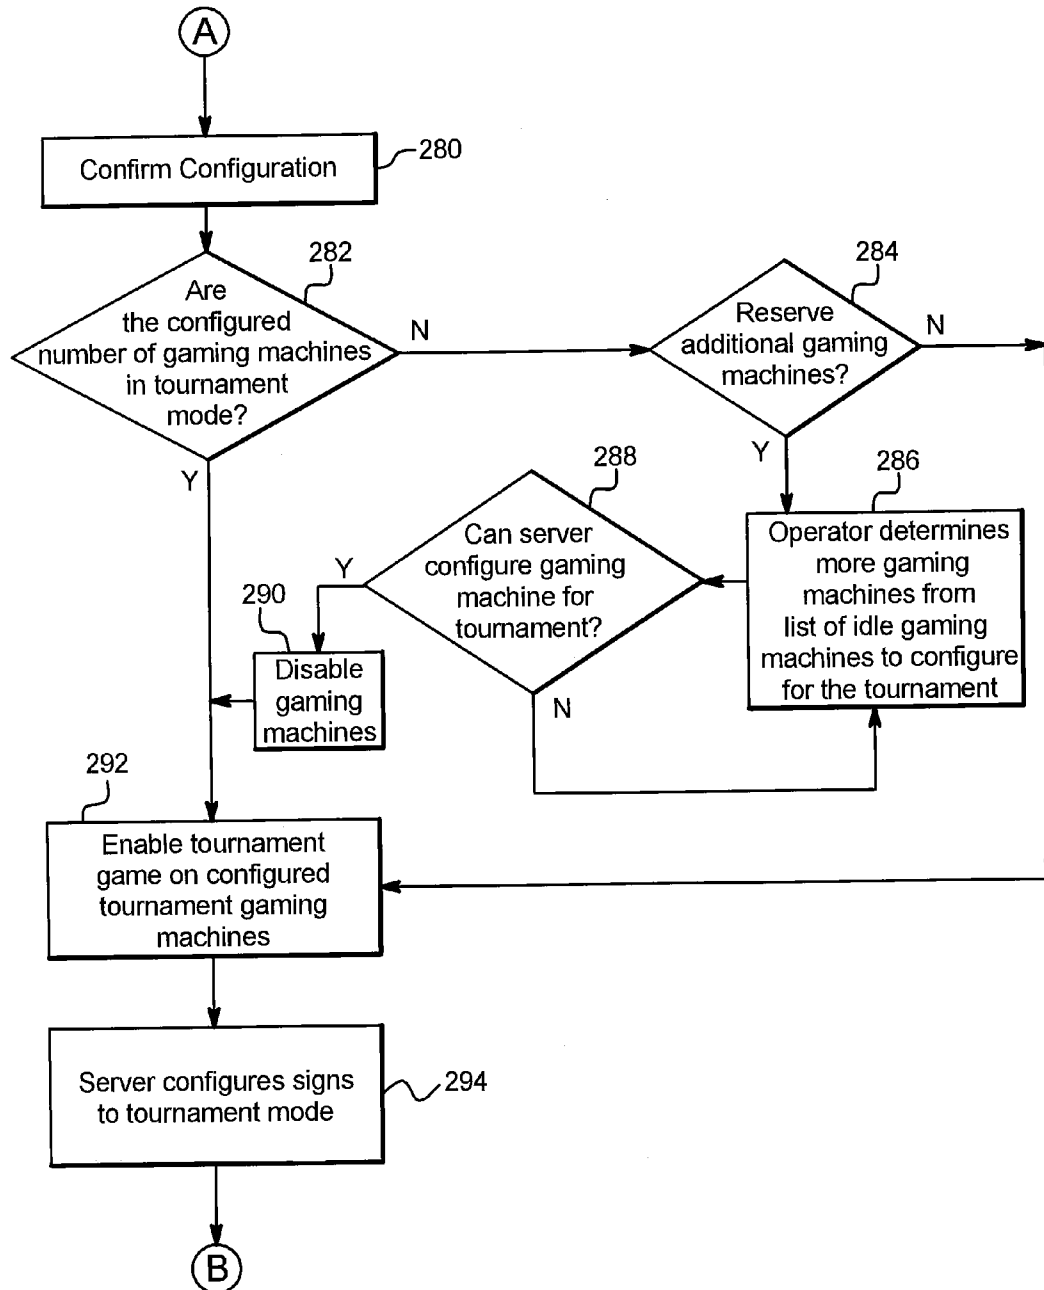 A
Confirm Configuration
280
282
Are
the configured
number of gaming machines
in tournament
mode?
N
Y
284
Reserve
additional gaming
machines?
N
Y
286
Operator determines
more gaming
machines from
list of idle gaming
machines to configure
for the tournament
288
Can server
configure gaming
machine for
tournament?
Y
N
290
Disable
gaming
machines
292
Enable tournament
game on configured
tournament gaming
machines
Server configures signs
to tournament mode
294
B